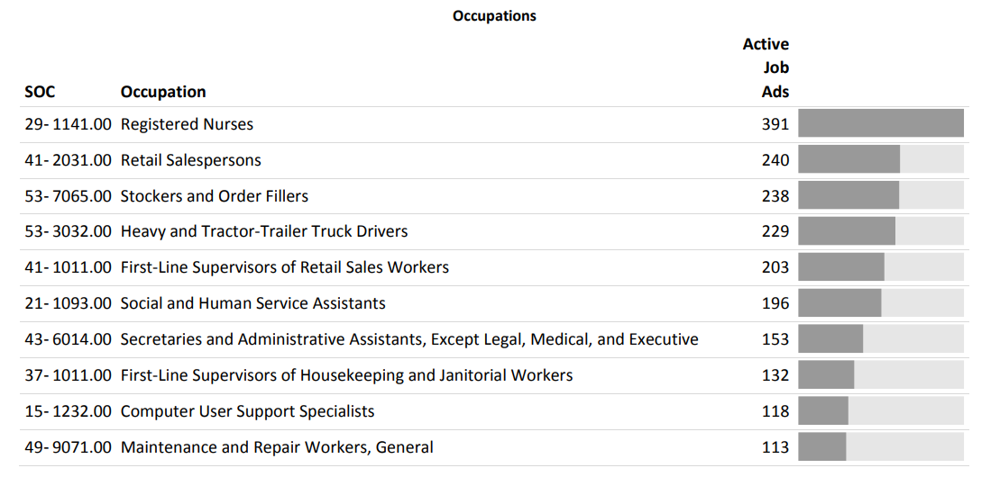 Occupations
Active
Job
SOC Occupation Ads
29- 1141.00 Registered Nurses 391
41- 2031.00 Retail Salespersons 240
53- 7065.00 Stockers and Order Fillers 238
53- 3032.00 Heavy and Tractor-Trailer Truck Drivers 229
41- 1011.00 First-Line Supervisors of Retail Sales Workers 203
21- 1093.00 Social and Human Service Assistants 196
43- 6014.00 Secretaries and Administrative Assistants, Except Legal, Medical, and Executive 153
37- 1011.00 First-Line Supervisors of Housekeeping and Janitorial Workers 132
15- 1232.00 Computer User Support Specialists 118
49- 9071.00 Maintenance and Repair Workers, General 113